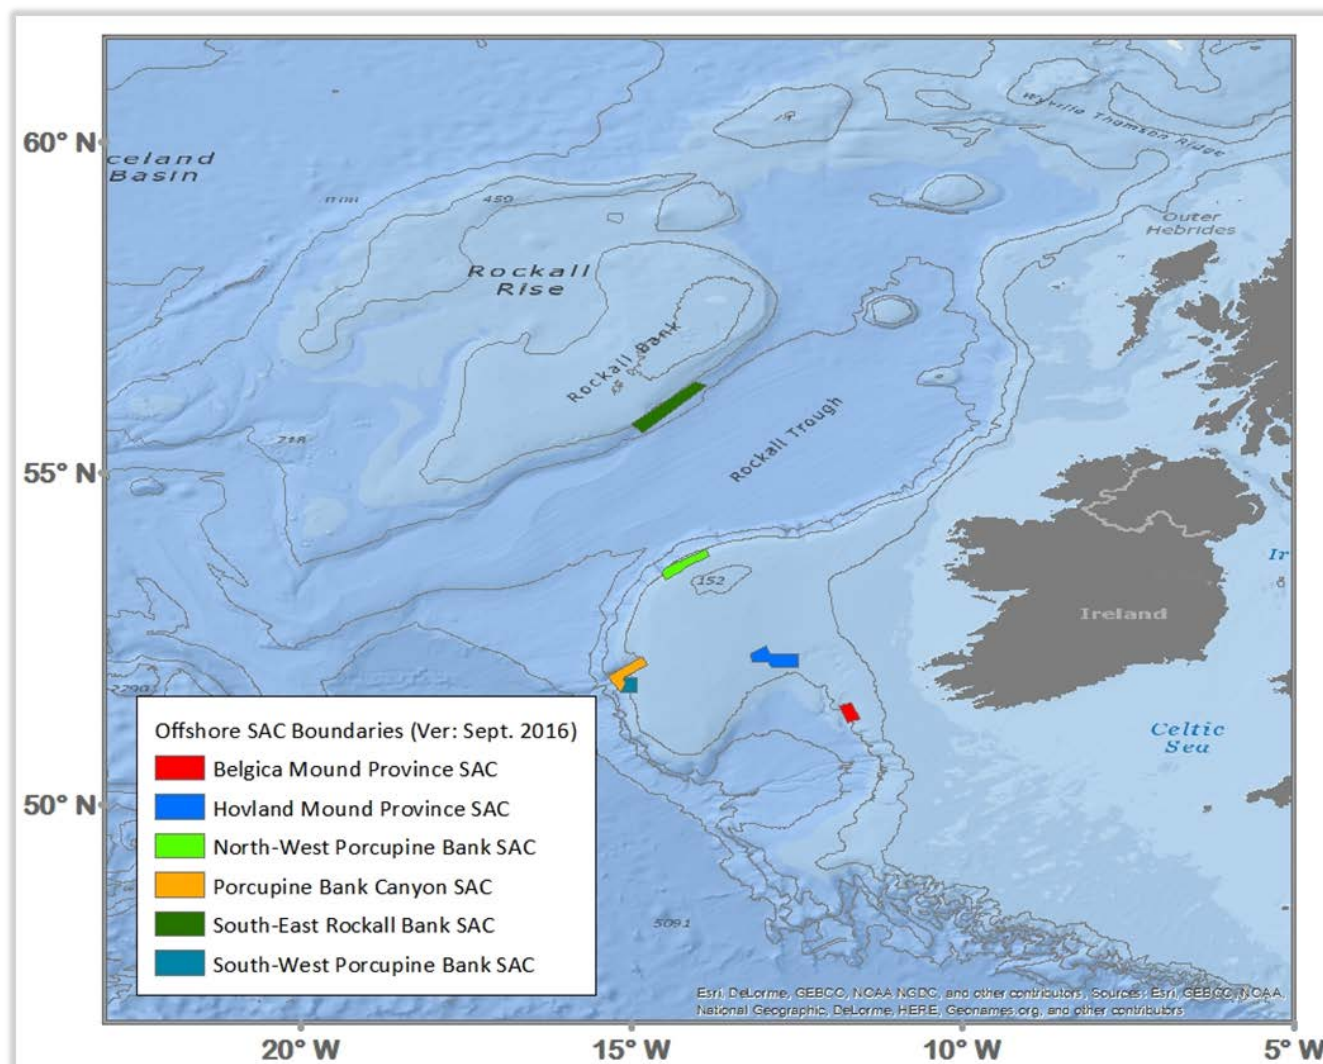 60° N
55° N
50° N
20° W
15° W
10° W
5° W
celand
Basin
Wyville Thomson Ridge
459
Outer
Hebrides
Rockall
Rise
Rockall Bank
718
Rockall Trough
152
Ireland
Ir
2290
Celtic
Sea
5091
Offshore SAC Boundaries (Ver: Sept. 2016)
Belgica Mound Province SAC
Hovland Mound Province SAC
North-West Porcupine Bank SAC
Porcupine Bank Canyon SAC
South-East Rockall Bank SAC
South-West Porcupine Bank SAC
Esri, DeLorme, GEBCO, NOAA NGDC, and other contributors, Sources: Esri, GEBCO, NOAA,
National Geographic, DeLorme, HERE, Geonames.org, and other contributors